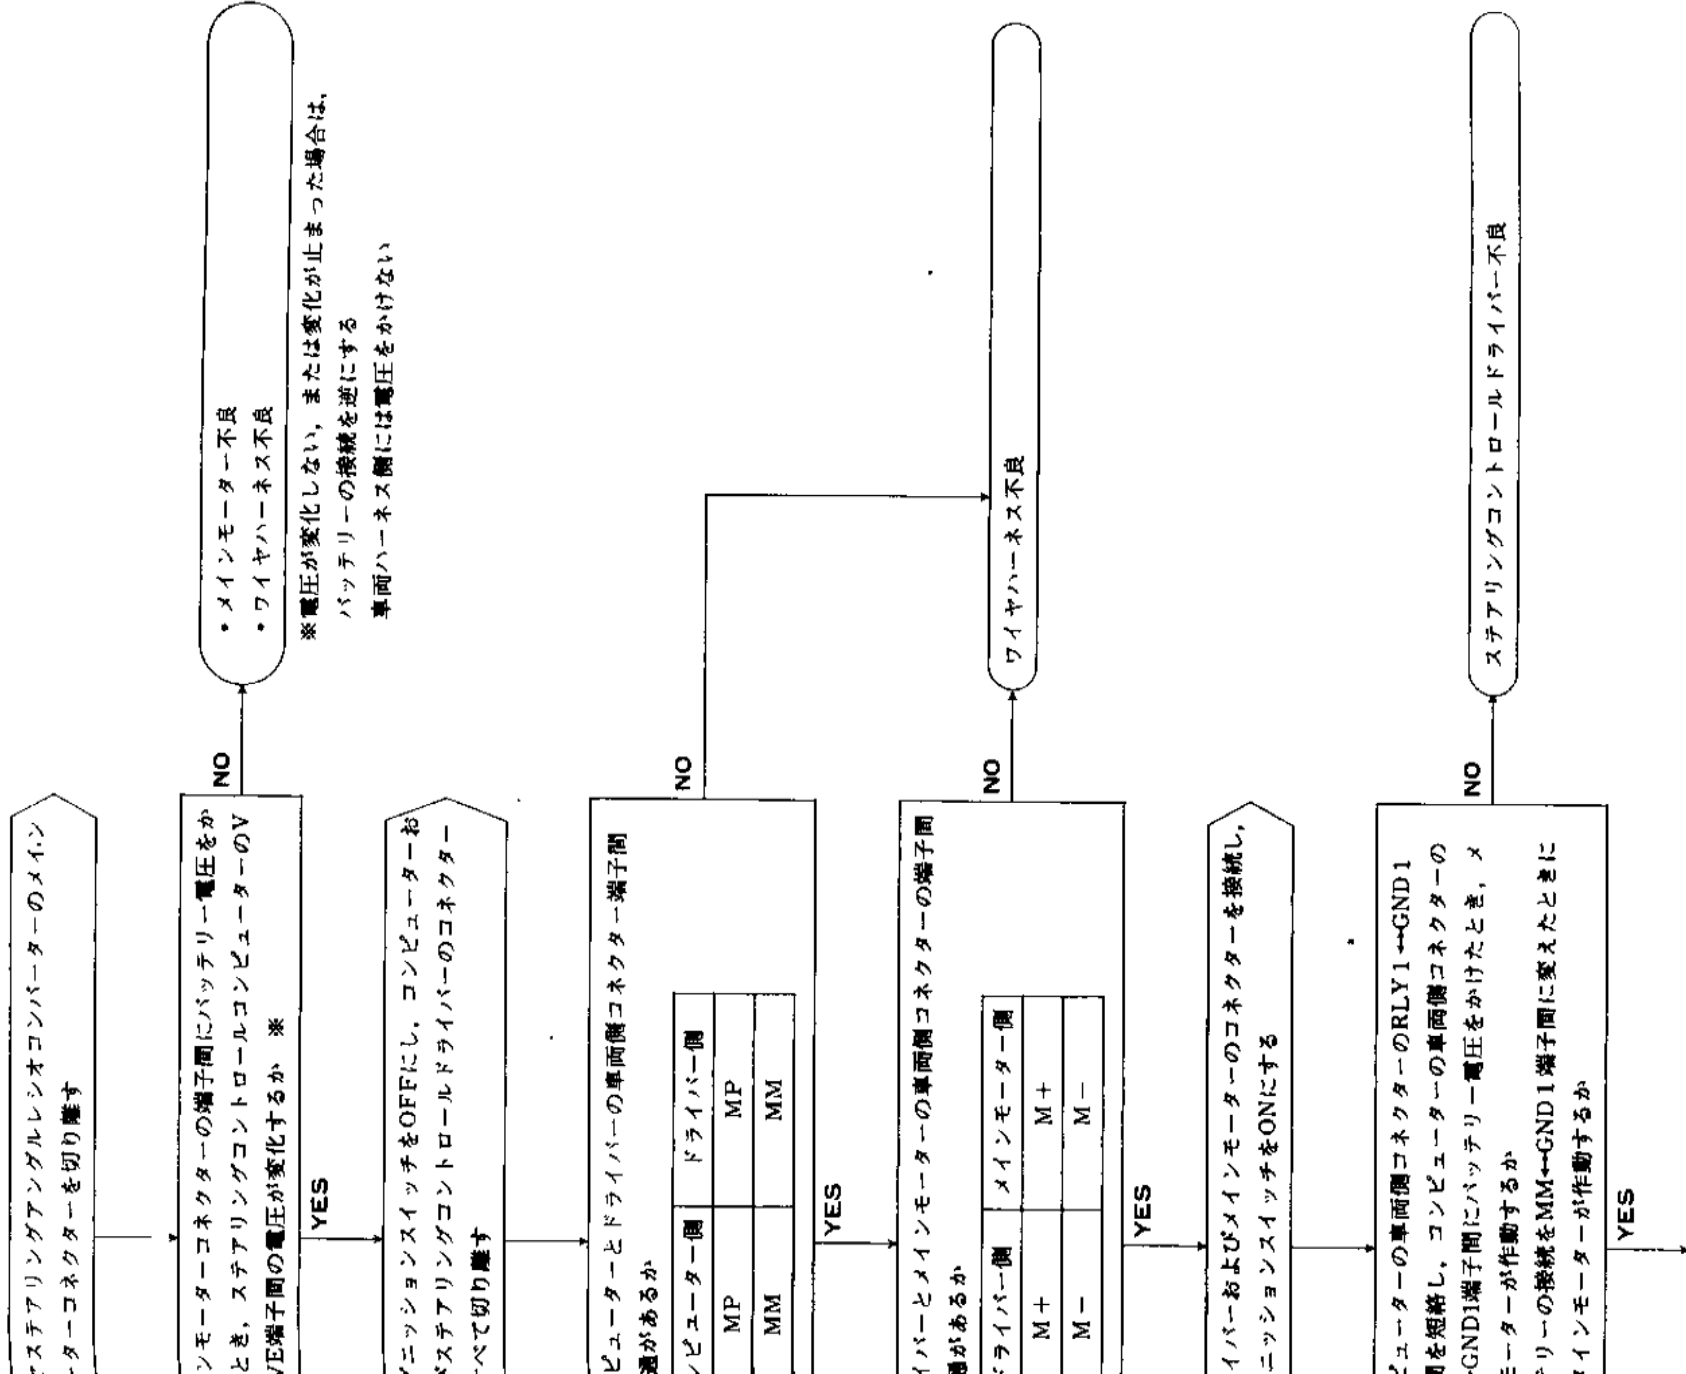 ステアリングアングルレシオコンバーターのメイン
ターコネクターを切り離す
ンモーターコネクターの端子間にバッテリー電圧をか
とき，ステアリングコントロールコンピューターのV
VE端子間の電圧が変化するか ※
NO
・メインモーター不良
・ワイヤハーネス不良
※電圧が変化しない，または変化が止まった場合は，
バッテリーの接続を逆にする
車両ハーネス側には電圧をかけない
YES
ニッションスイッチをOFFにし，コンピューターお
ステアリングコントロールドライバーのコネクター
べて切り離す
ピューターとドライバーの車両側コネクター端子間
通があるか
ンピューター側 ドライバー側
MP MP
MM MM
NO
YES
イバーとメインモーターの車両側コネクターの端子間
通があるか
ドライバー側 メインモーター側
M＋ M＋
M－ M－
NO
ワイヤハーネス不良
YES
イバーおよびメインモーターのコネクターを接続し，
ニッションスイッチをONにする
ピューターの車両側コネクターのRLY1↔GND1
間を短絡し，コンピューターの車両側コネクターの
GND1端子間にバッテリー電圧をかけたとき，メ
モーターが作動するか
テリーの接続をMM↔GND1端子間に変えたときに
インモーターが作動するか
NO
ステアリングコントロールドライバー不良
YES